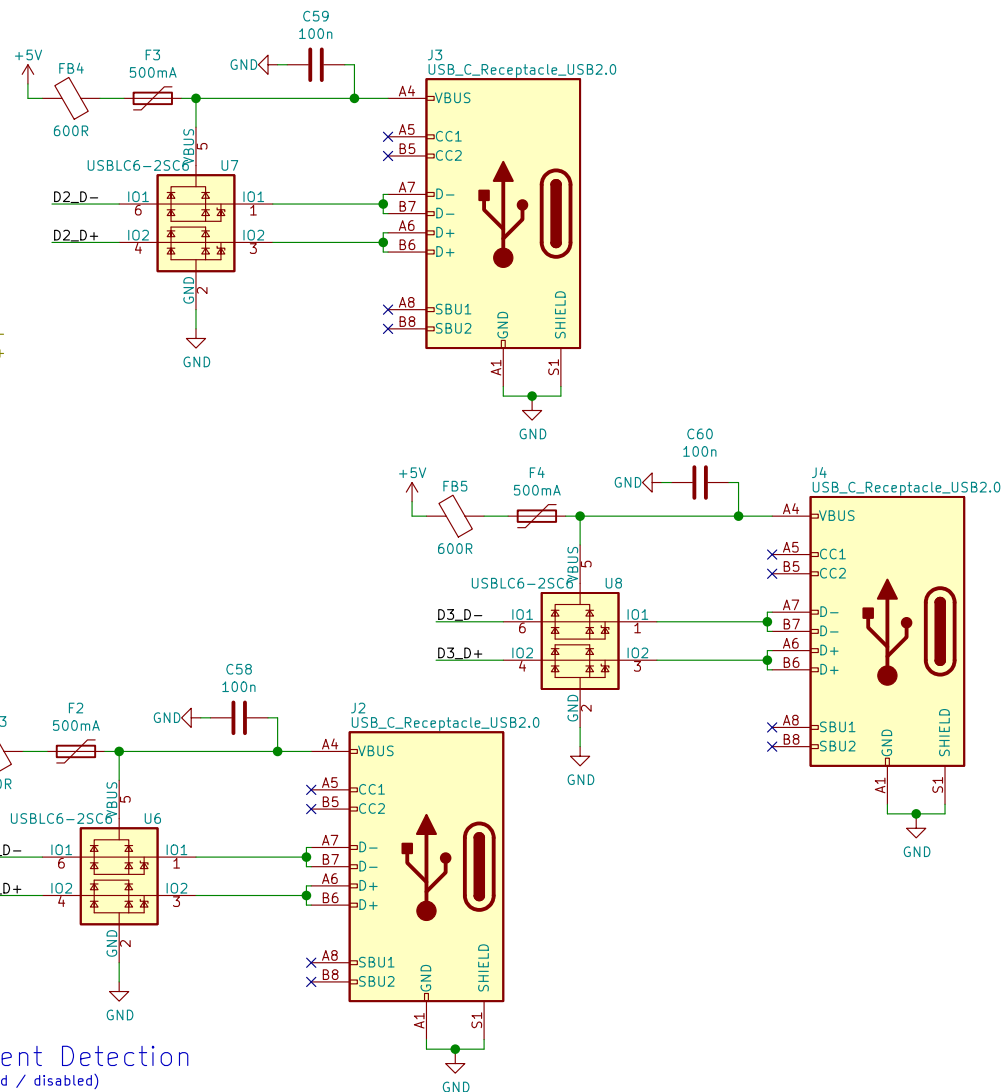 C59
100n
GND
+5V
FB4
600R
F3
500mA
J3
USB_C_Receptacle_USB2.0
A4
VBUS
A5
CC1
B5
CC2
A7
D-
B7
D-
A6
D+
B6
D+
A8
SBU1
B8
SBU2
GND
A1
SHIELD
S1
GND
VBUS
5
USBLC6-2SC6
U7
D2_D-
IO1
6
IO1
1
D2_D+
IO2
4
IO2
3
GND
2
GND
C60
100n
GND
+5V
FB5
600R
F4
500mA
J4
USB_C_Receptacle_USB2.0
A4
VBUS
A5
CC1
B5
CC2
A7
D-
B7
D-
A6
D+
B6
D+
A8
SBU1
B8
SBU2
GND
A1
SHIELD
S1
GND
VBUS
5
USBLC6-2SC6
U8
D3_D-
IO1
6
IO1
1
D3_D+
IO2
4
IO2
3
GND
2
GND
C58
100n
GND
3
R
F2
500mA
J2
USB_C_Receptacle_USB2.0
A4
VBUS
A5
CC1
B5
CC2
A7
D-
B7
D-
A6
D+
B6
D+
A8
SBU1
B8
SBU2
GND
A1
SHIELD
S1
GND
VBUS
5
USBLC6-2SC6
U6
_D-
IO1
6
IO1
1
_D+
IO2
4
IO2
3
GND
2
GND
ent Detection
d / disabled)